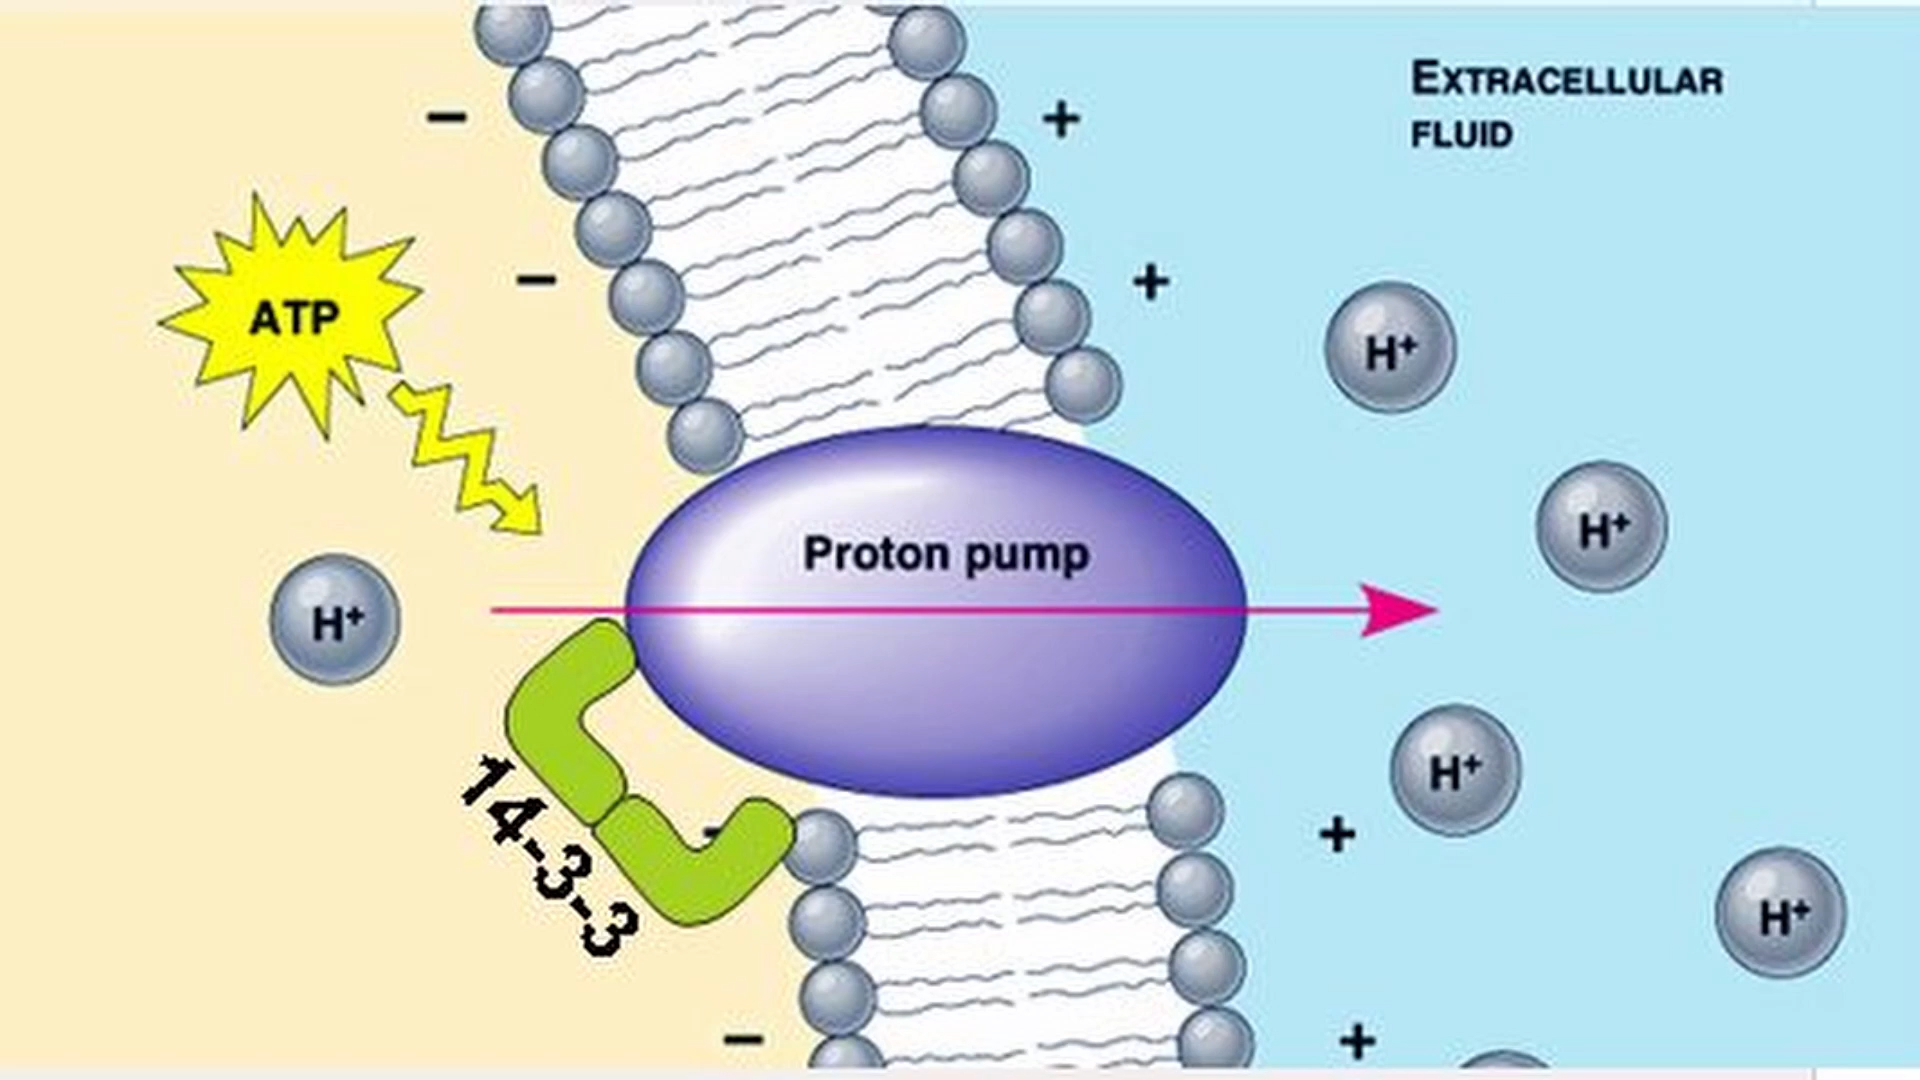 EXTRACELLULAR
FLUID
−
+
−
+
ATP
H+
H+
Proton pump
H+
H+
14-3-3
-
+
H+
−
+